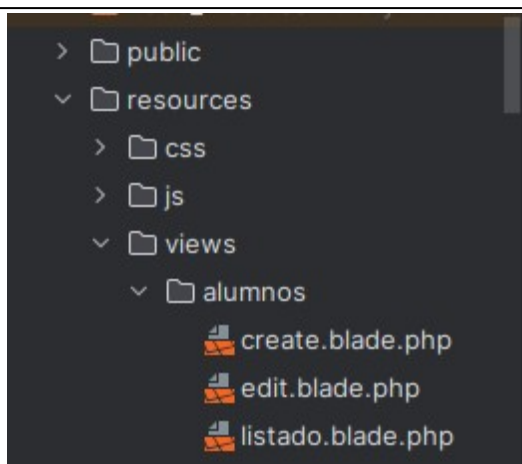 public
resources
css
js
views
alumnos
create.blade.php
edit.blade.php
listado.blade.php